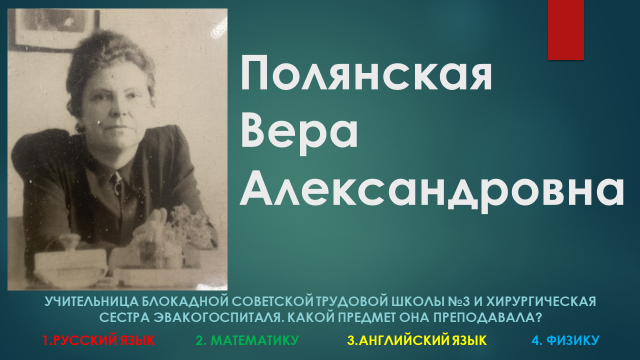 Полянская
Вера
Александровна
УЧИТЕЛЬНИЦА БЛОКАДНОЙ СОВЕТСКОЙ ТРУДОВОЙ ШКОЛЫ №3 И ХИРУРГИЧЕСКАЯ
СЕСТРА ЭВАКОГОСПИТАЛЯ. КАКОЙ ПРЕДМЕТ ОНА ПРЕПОДАВАЛА?
1.РУССКИЙ ЯЗЫК 2. МАТЕМАТИКУ 3.АНГЛИЙСКИЙ ЯЗЫК 4. ФИЗИКУ